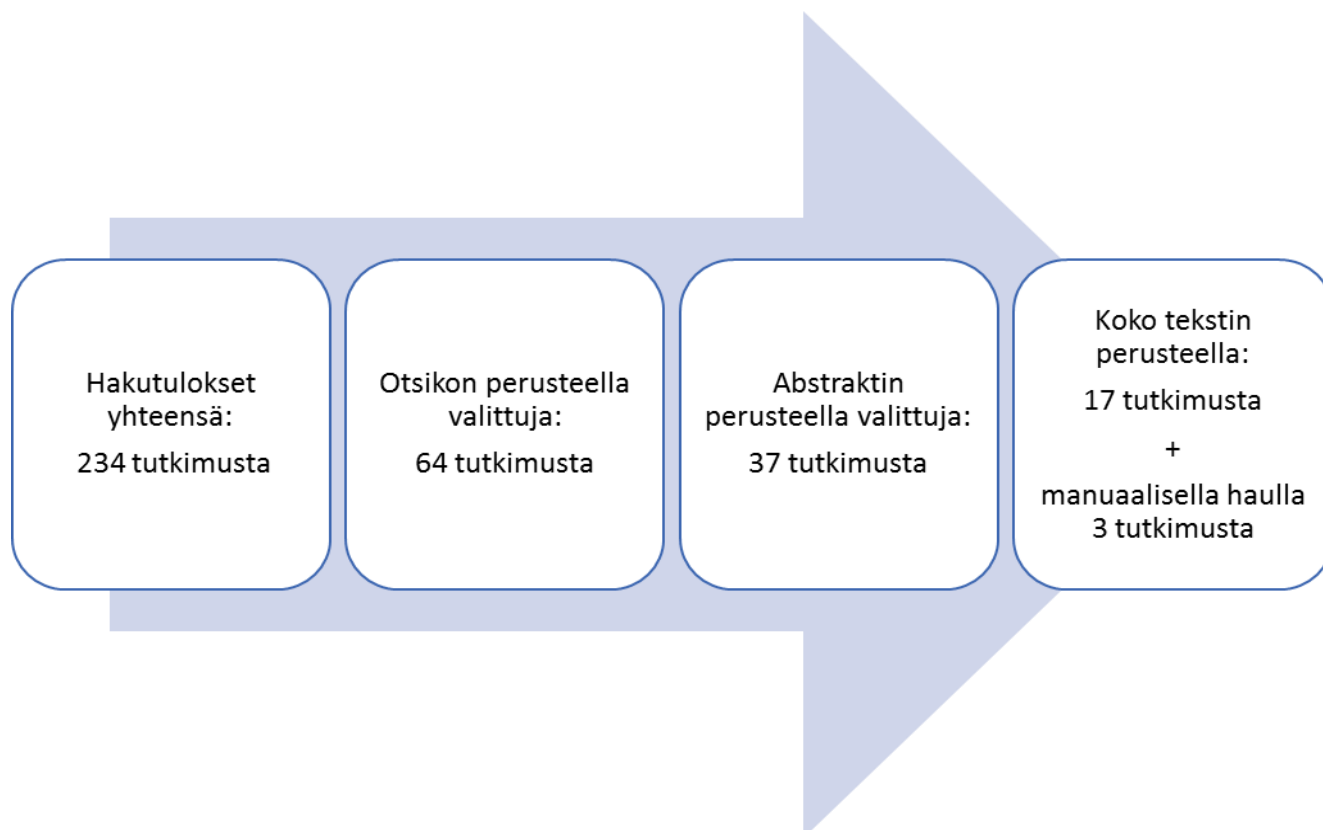 Hakutulokset
yhteensä:
234 tutkimusta
Otsikon perusteella
valittuja:
64 tutkimusta
Abstraktin
perusteella valittuja:
37 tutkimusta
Koko tekstin
perusteella:
17 tutkimusta
+
manuaalisella haulla
3 tutkimusta